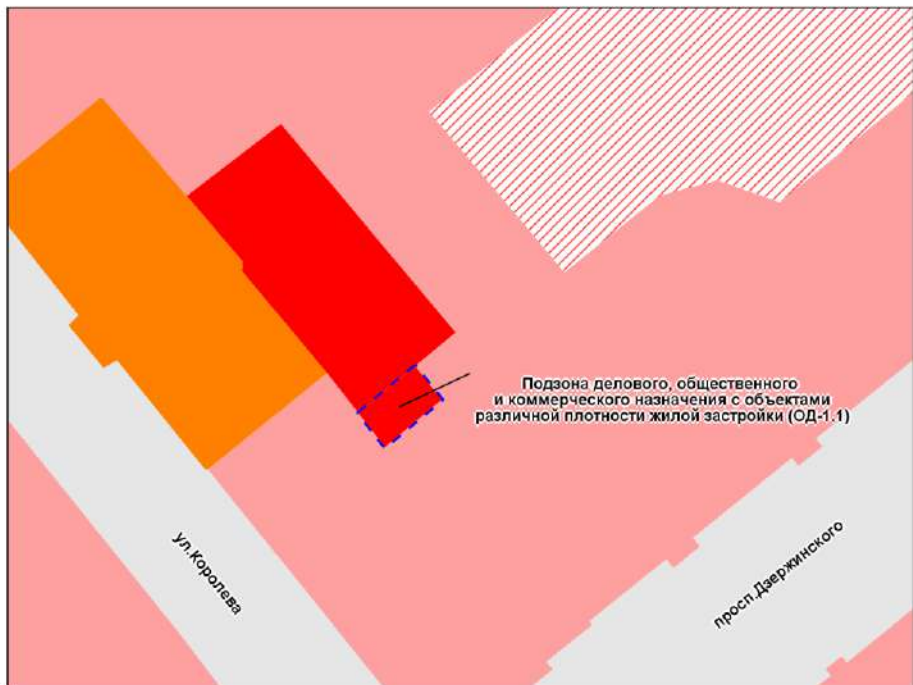 Подзона делового, общественного
и коммерческого назначения с объектами
различной плотности жилой застройки (ОД-1.1)
ул.Королева
просп.Дзержинского